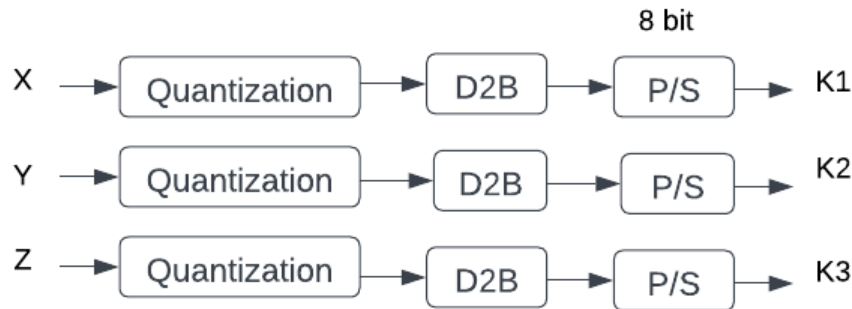 8 bit
X Quantization D2B P/S K1
Y Quantization D2B P/S K2
Z Quantization D2B P/S K3